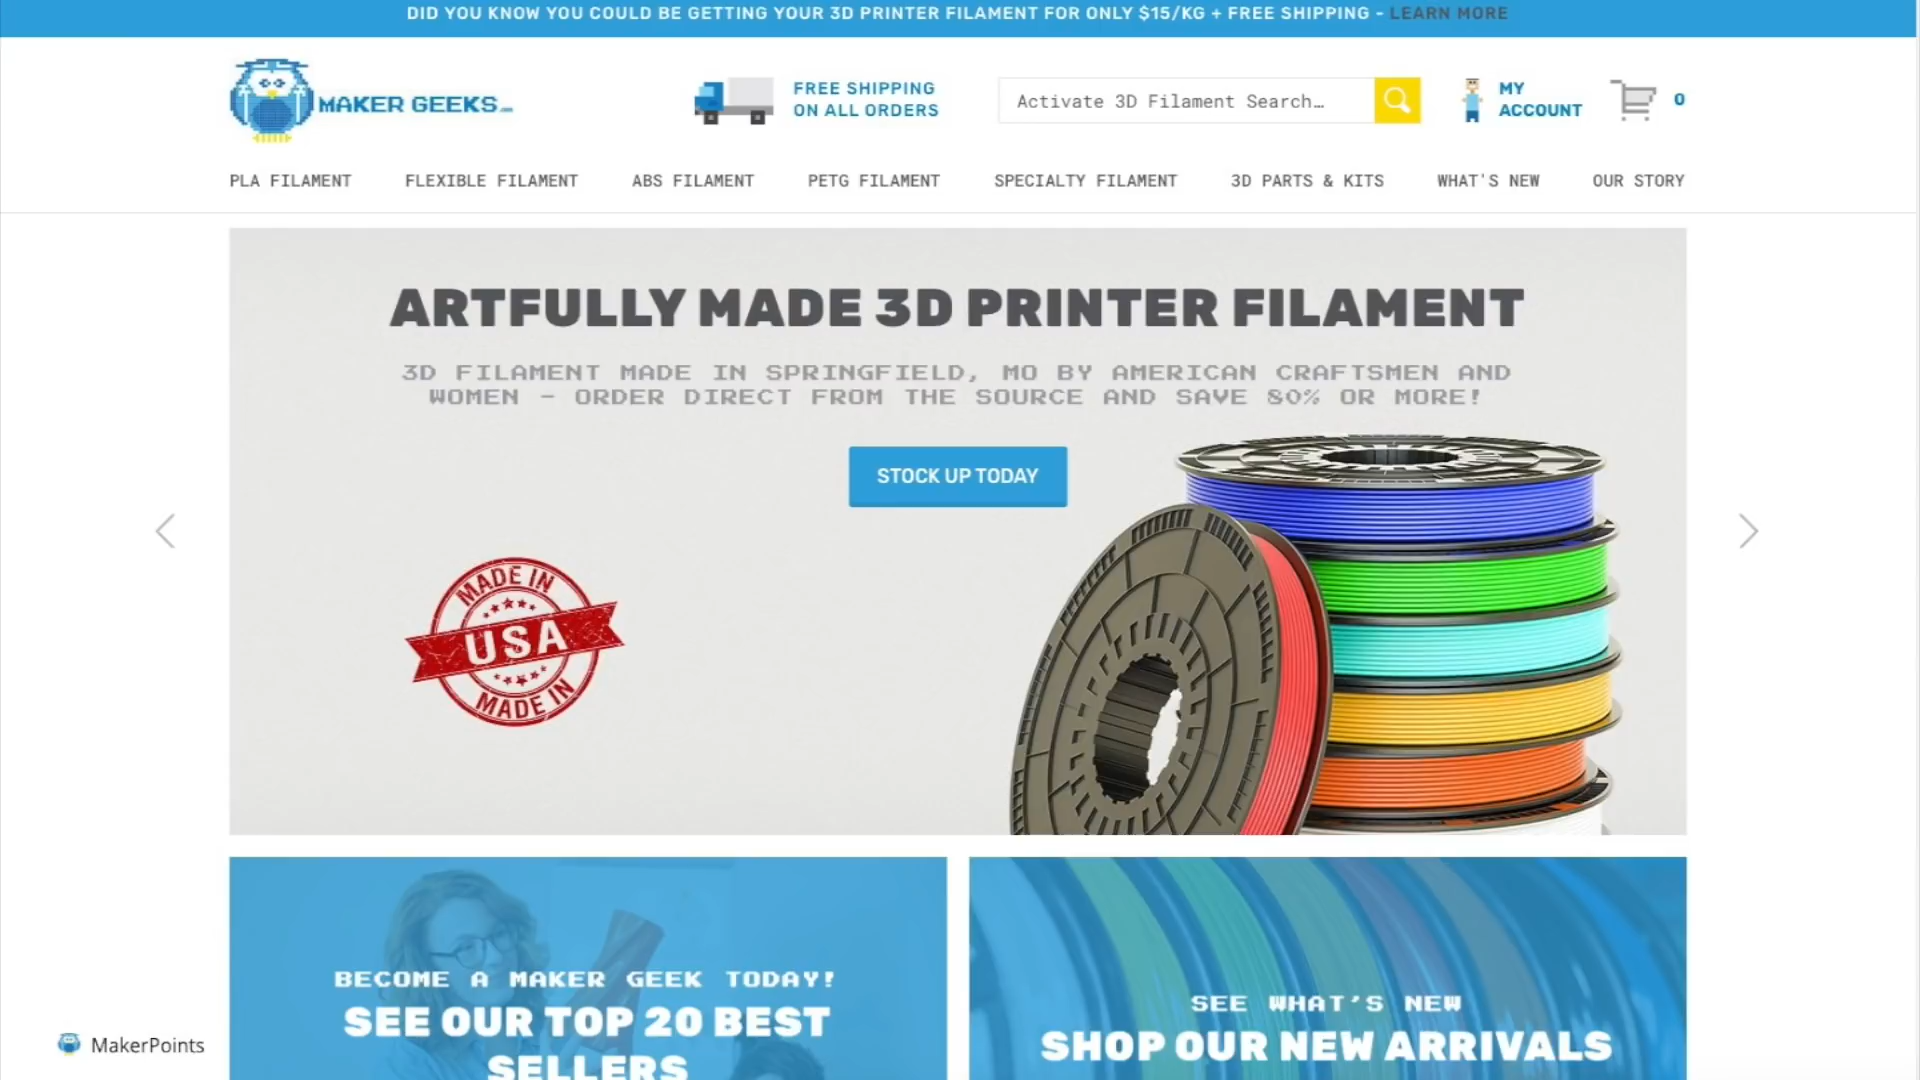 DID YOU KNOW YOU COULD BE GETTING YOUR 3D PRINTER FILAMENT FOR ONLY $15/KG + FREE SHIPPING - LEARN MORE
MAKER GEEKS
FREE SHIPPING
ON ALL ORDERS
Activate 3D Filament Search...
MY
ACCOUNT
0
PLA FILAMENT
FLEXIBLE FILAMENT
ABS FILAMENT
PETG FILAMENT
SPECIALTY FILAMENT
3D PARTS & KITS
WHAT'S NEW
OUR STORY
ARTFULLY MADE 3D PRINTER FILAMENT
3D FILAMENT MADE IN SPRINGFIELD, MO BY AMERICAN CRAFTSMEN AND
WOMEN - ORDER DIRECT FROM THE SOURCE AND SAVE 80% OR MORE!
STOCK UP TODAY
MADE IN
USA
MADE IN
BECOME A MAKER GEEK TODAY!
SEE OUR TOP 20 BEST
SELLERS
SEE WHAT'S NEW
SHOP OUR NEW ARRIVALS
MakerPoints